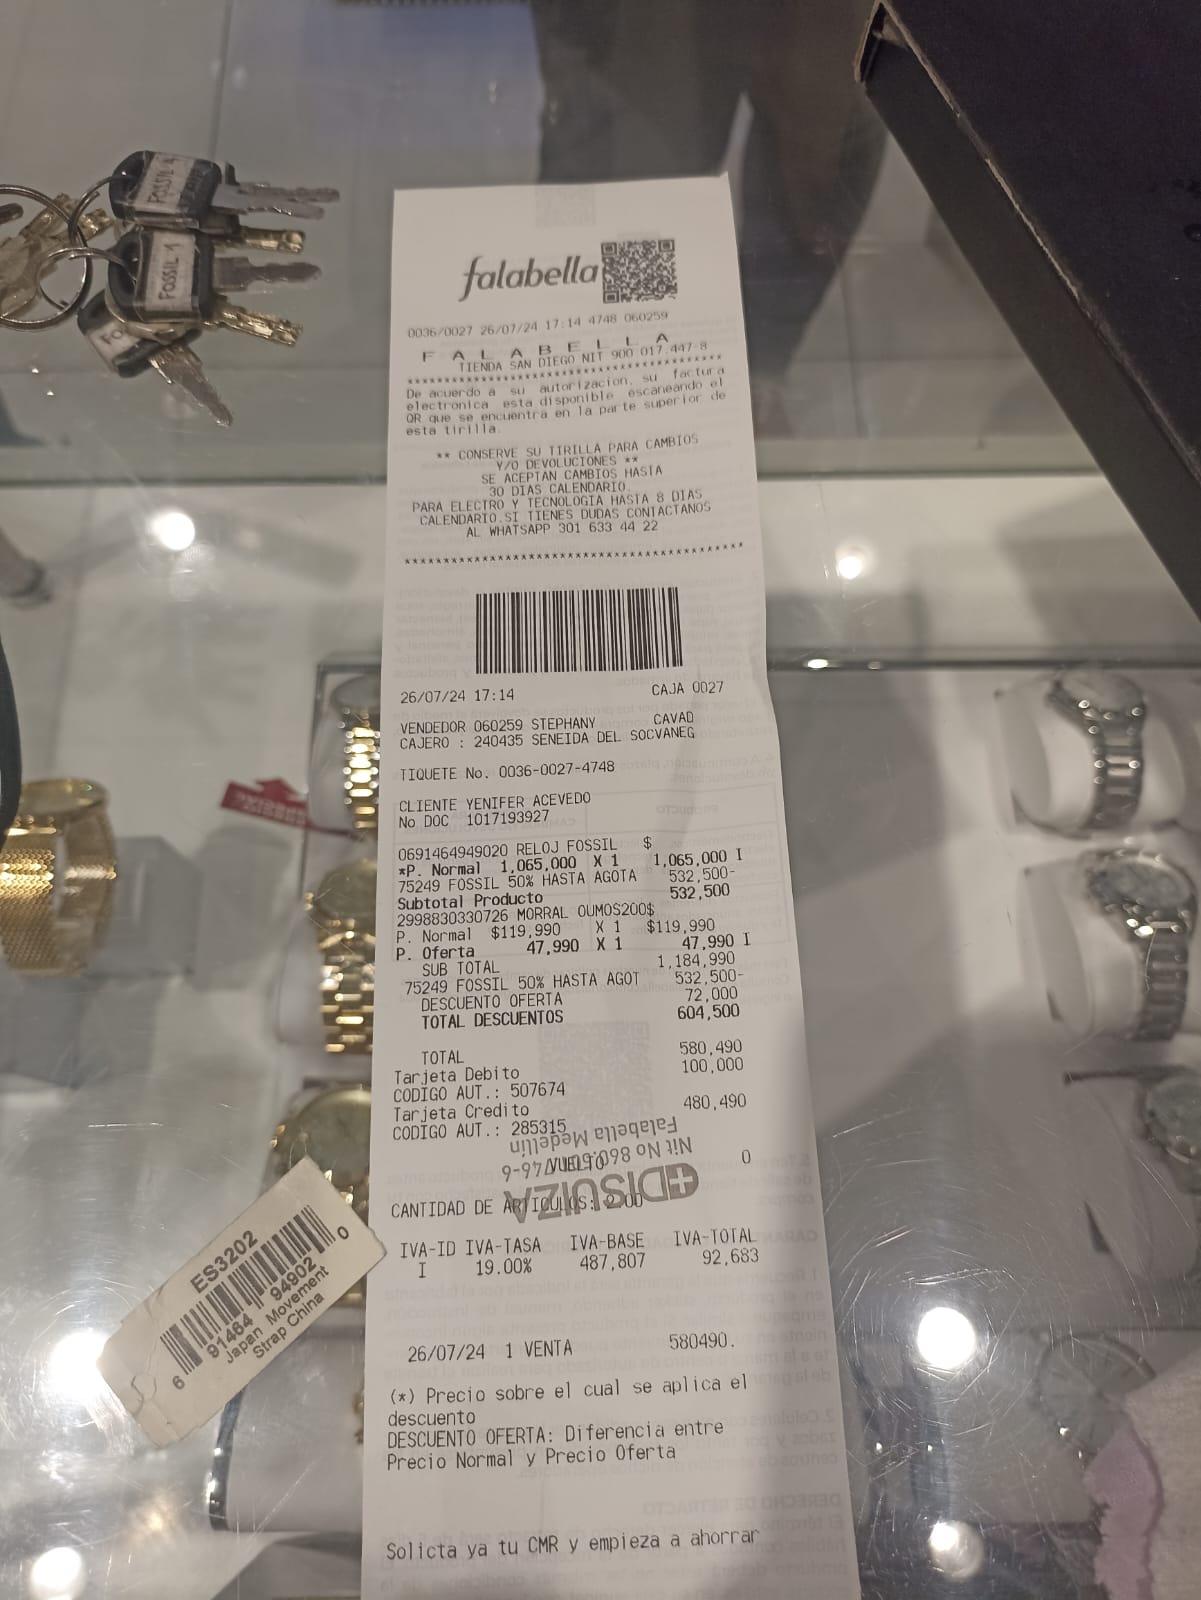 FOSSIL 4
FOSSIL 1
FO
falabella
0036/0027 26/07/24 17:14 4748 060259
F A L A B E L L A
TIENDA SAN DIEGO NIT 900 017.447-8
******************************************
De acuerdo a su autorizacion, su factura
electronica esta disponible escaneando el
QR que se encuentra en la parte superior de
esta tirilla.
** CONSERVE SU TIRILLA PARA CAMBIOS
Y/O DEVOLUCIONES **
SE ACEPTAN CAMBIOS HASTA
30 DIAS CALENDARIO.
PARA ELECTRO Y TECNOLOGIA HASTA 8 DIAS
CALENDARIO.SI TIENES DUDAS CONTACTANOS
AL WHATSAPP 301 633 44 22
******************************************
26/07/24 17:14 CAJA 0027
VENDEDOR 060259 STEPHANY CAVAD
CAJERO : 240435 SENEIDA DEL SOCVANEG
TIQUETE No. 0036-0027-4748
CLIENTE YENIFER ACEVEDO
No DOC 1017193927
0691464949020 RELOJ FOSSIL $
*P. Normal 1,065,000 X 1 1,065,000 I
75249 FOSSIL 50% HASTA AGOTA 532,500-
Subtotal Producto 532,500
2998830330726 MORRAL OUMOS200$
P. Normal $119,990 X 1 $119,990
P. Oferta 47,990 X 1 47,990 I
SUB TOTAL 1,184,990
75249 FOSSIL 50% HASTA AGOT 532,500-
DESCUENTO OFERTA 72,000
TOTAL DESCUENTOS 604,500
TOTAL 580,490
Tarjeta Debito 100,000
CODIGO AUT.: 507674
Tarjeta Credito 480,490
CODIGO AUT.: 285315
Falabella Medellín
VUELTO 0
DISUIZA
CANTIDAD DE ARTICULOS: 2.00
IVA-ID IVA-TASA IVA-BASE IVA-TOTAL
I 19.00% 487,807 92,683
26/07/24 1 VENTA 580490.
(*) Precio sobre el cual se aplica el
descuento
DESCUENTO OFERTA: Diferencia entre
Precio Normal y Precio Oferta
Solicta ya tu CMR y empieza a ahorrar
ES3202
6 91464 94902 0
Japan Movement
Strap China